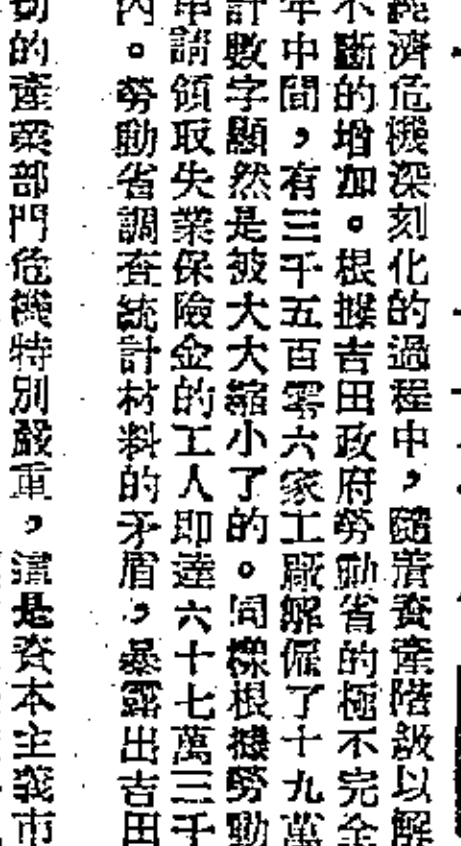 經濟危機深刻化的過程中，隨着資產階級以解
不斷的增加。根據吉田政府勞動省的極不完全
年中間，有三千五百零六家工廠解僱了十九萬
計數字顯然是被大大縮小了的。同樣根據勞動
申請領取失業保險金的工人即達六十七萬三千
內。勞動省調查統計材料的矛盾，暴露出吉田
切的產業部門危機特別嚴重，這是資本主義市